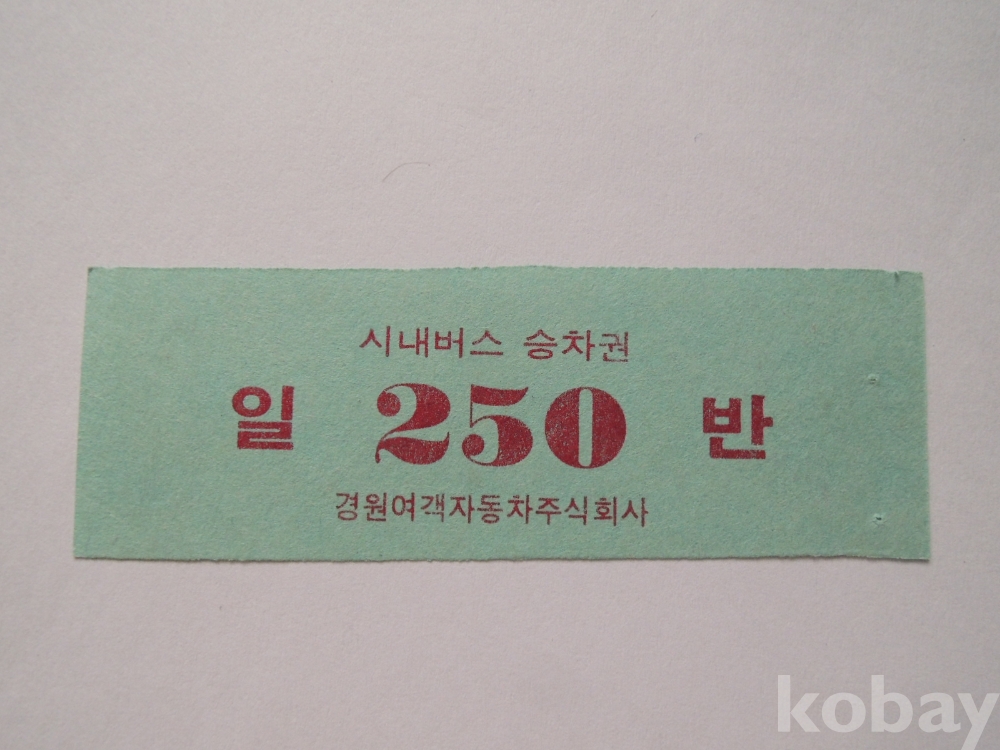 시내버스 승차권
일 250 반
경원여객자동차주식회사
kobay